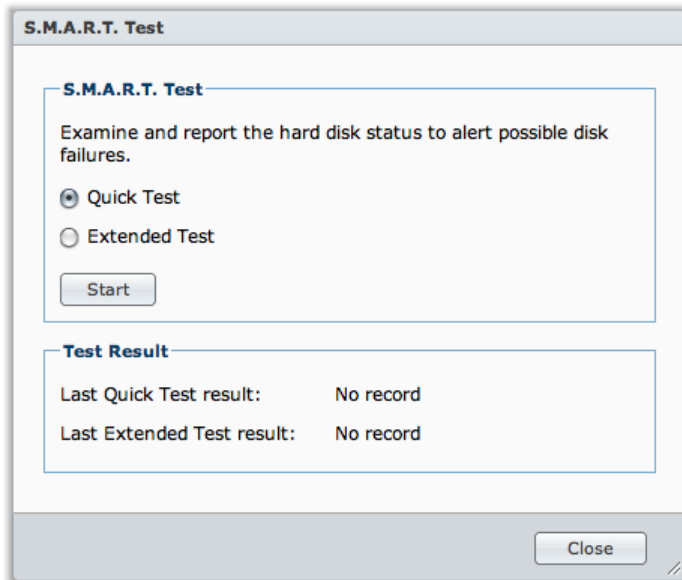 S.M.A.R.T. Test
S.M.A.R.T. Test
Examine and report the hard disk status to alert possible disk
failures.
Quick Test
Extended Test
Start
Test Result
Last Quick Test result: No record
Last Extended Test result: No record
Close